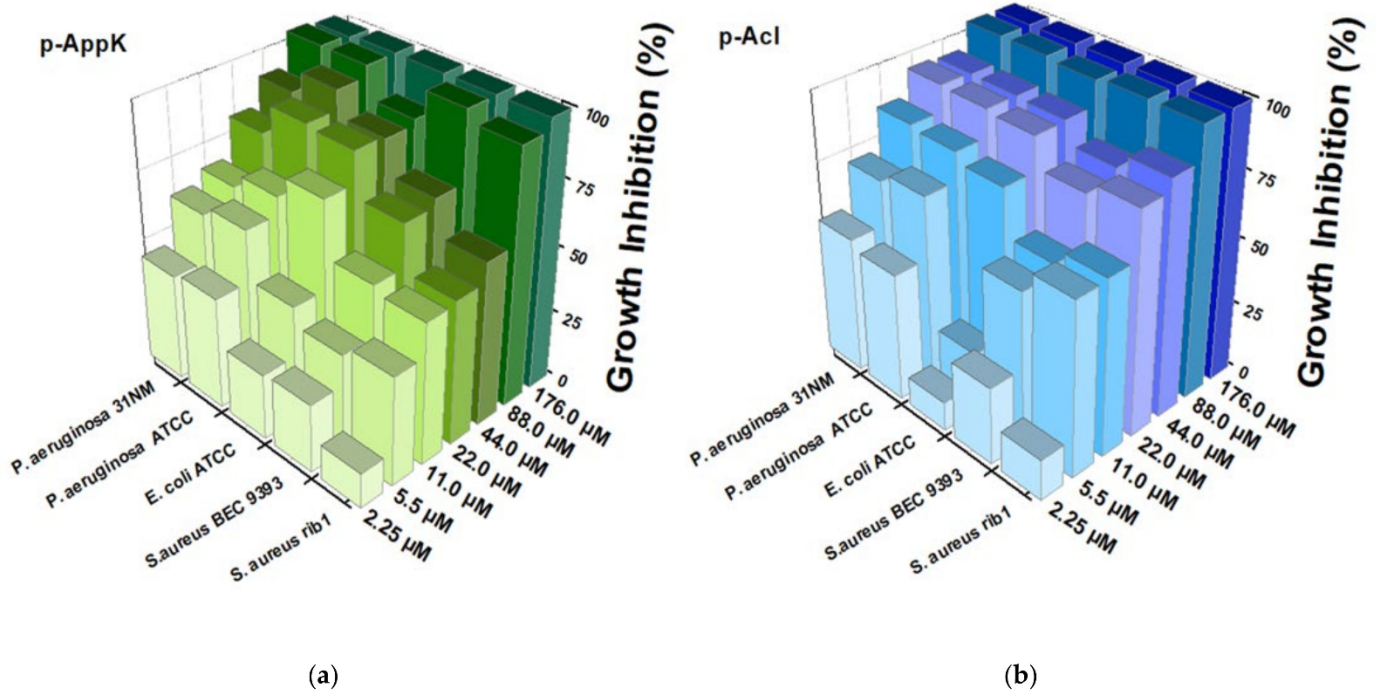 p-AppK
Growth Inhibition (%)
100
75
50
25
0
P. aeruginosa 31NM
P. aeruginosa ATCC
E. coli ATCC
S.aureus BEC 9393
S. aureus rib1
176.0 µM
88.0 µM
44.0 µM
22.0 µM
11.0 µM
5.5 µM
2.25 µM
(a)
p-AcI
Growth Inhibition (%)
100
75
50
25
0
P. aeruginosa 31NM
P. aeruginosa ATCC
E. coli ATCC
S.aureus BEC 9393
S. aureus rib1
176.0 µM
88.0 µM
44.0 µM
22.0 µM
11.0 µM
5.5 µM
2.25 µM
(b)